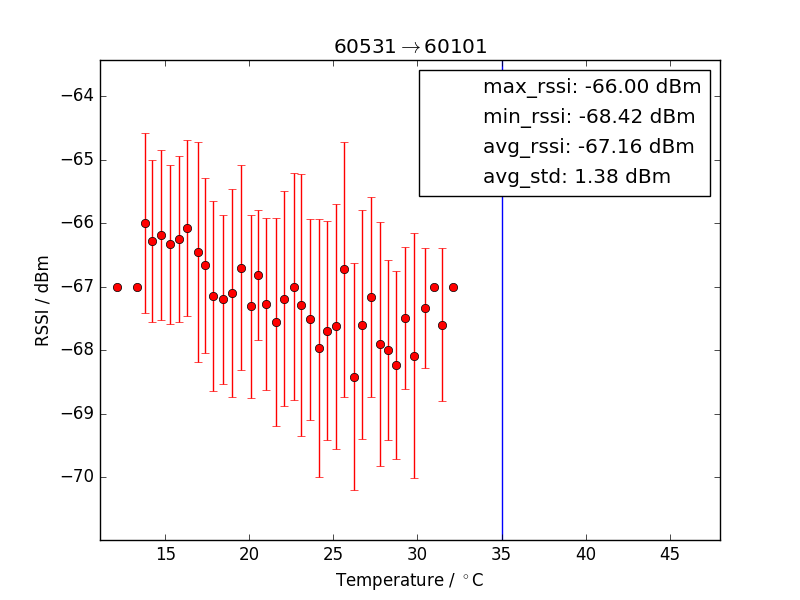 60531→60101
max_rssi: -66.00 dBm
min_rssi: -68.42 dBm
avg_rssi: -67.16 dBm
avg_std: 1.38 dBm
RSSI / dBm
−64
−65
−66
−67
−68
−69
−70
15 20 25 30 35 40 45
Temperature / °C